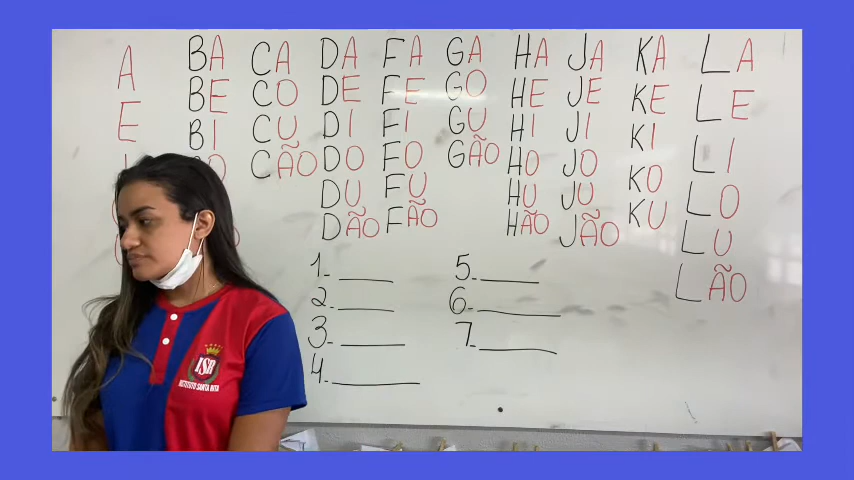 A BA CA DA FA GA HA JA KA LA
E BE CO DE FE GO HE JE KE LE
BI CU DI FI GU HI JI KI LI
CÃO DO FO GÃO HO JO KO LO
DU FU HU JU KU LU
DÃO FÃO HÃO JÃO LÃO
1- 5-
2- 6-
3- 7-
4-
ISR
INSTITUTO SANTA RITA